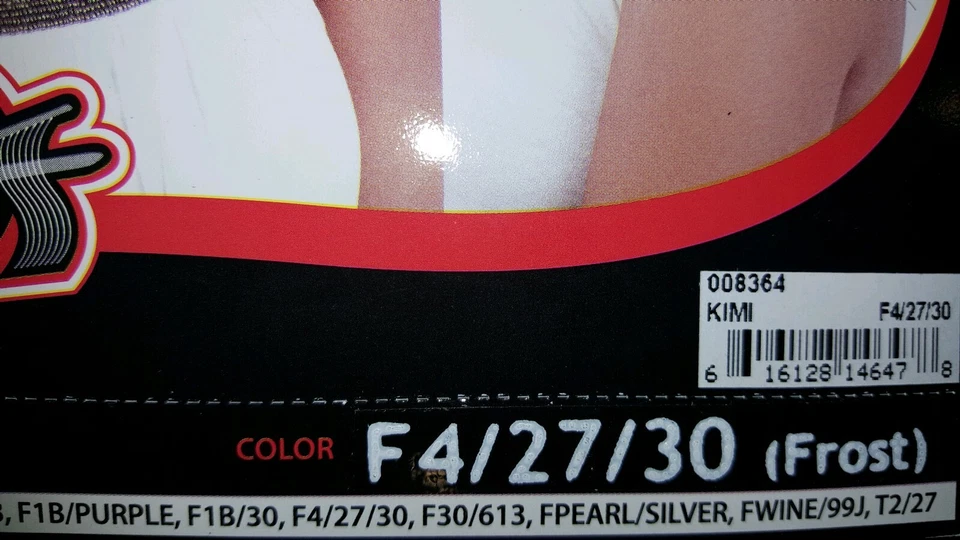 008364
KIMI F4/27/30
6 16128 14647 8
COLOR F4/27/30 (Frost)
F1B/PURPLE, F1B/30, F4/27/30, F30/613, FPEARL/SILVER, FWINE/99J, T2/27